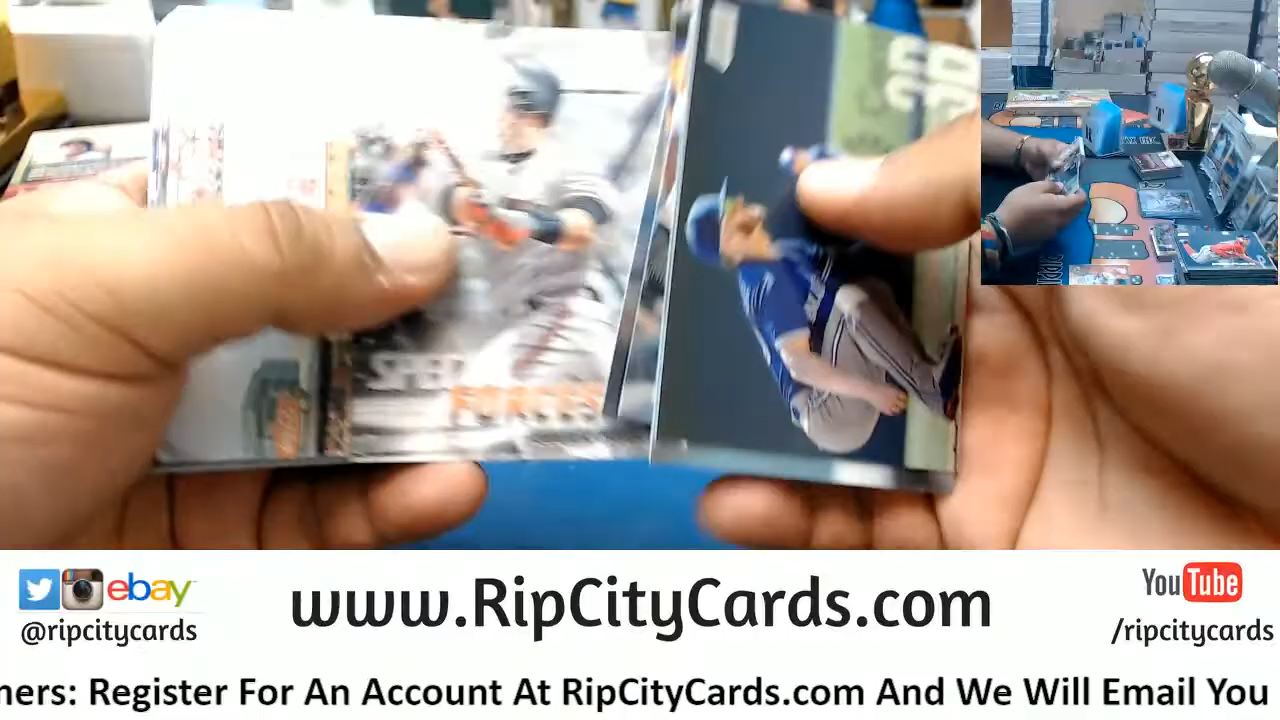 FORCES
ebay
@ripcitycards
www.RipCityCards.com
YouTube
/ripcitycards
ners: Register For An Account At RipCityCards.com And We Will Email You